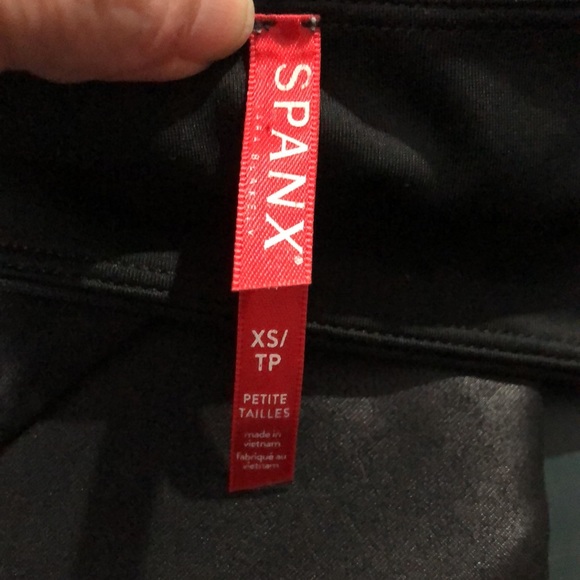 SPANX®
XS/
TP
PETITE
TAILLES
made in
vietnam
fabriqué au
vietnam